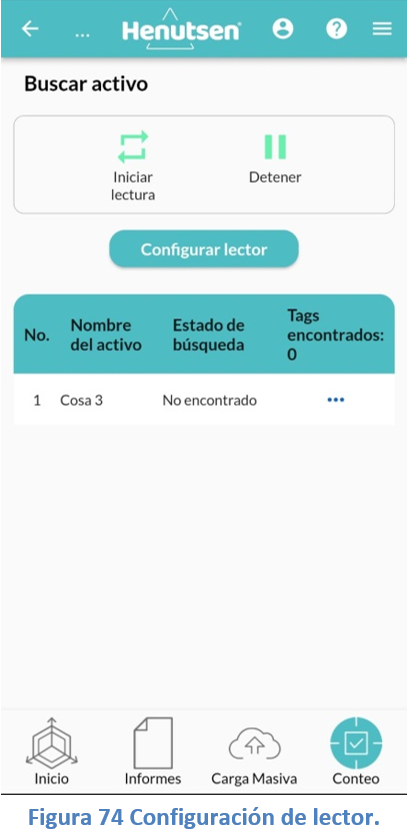 ...
Henutsen
Buscar activo
Iniciar
lectura
Detener
Configurar lector
No.
Nombre
del activo
Estado de
búsqueda
Tags
encontrados:
0
1 Cosa 3 No encontrado ...
Inicio Informes Carga Masiva Conteo
Figura 74 Configuración de lector.